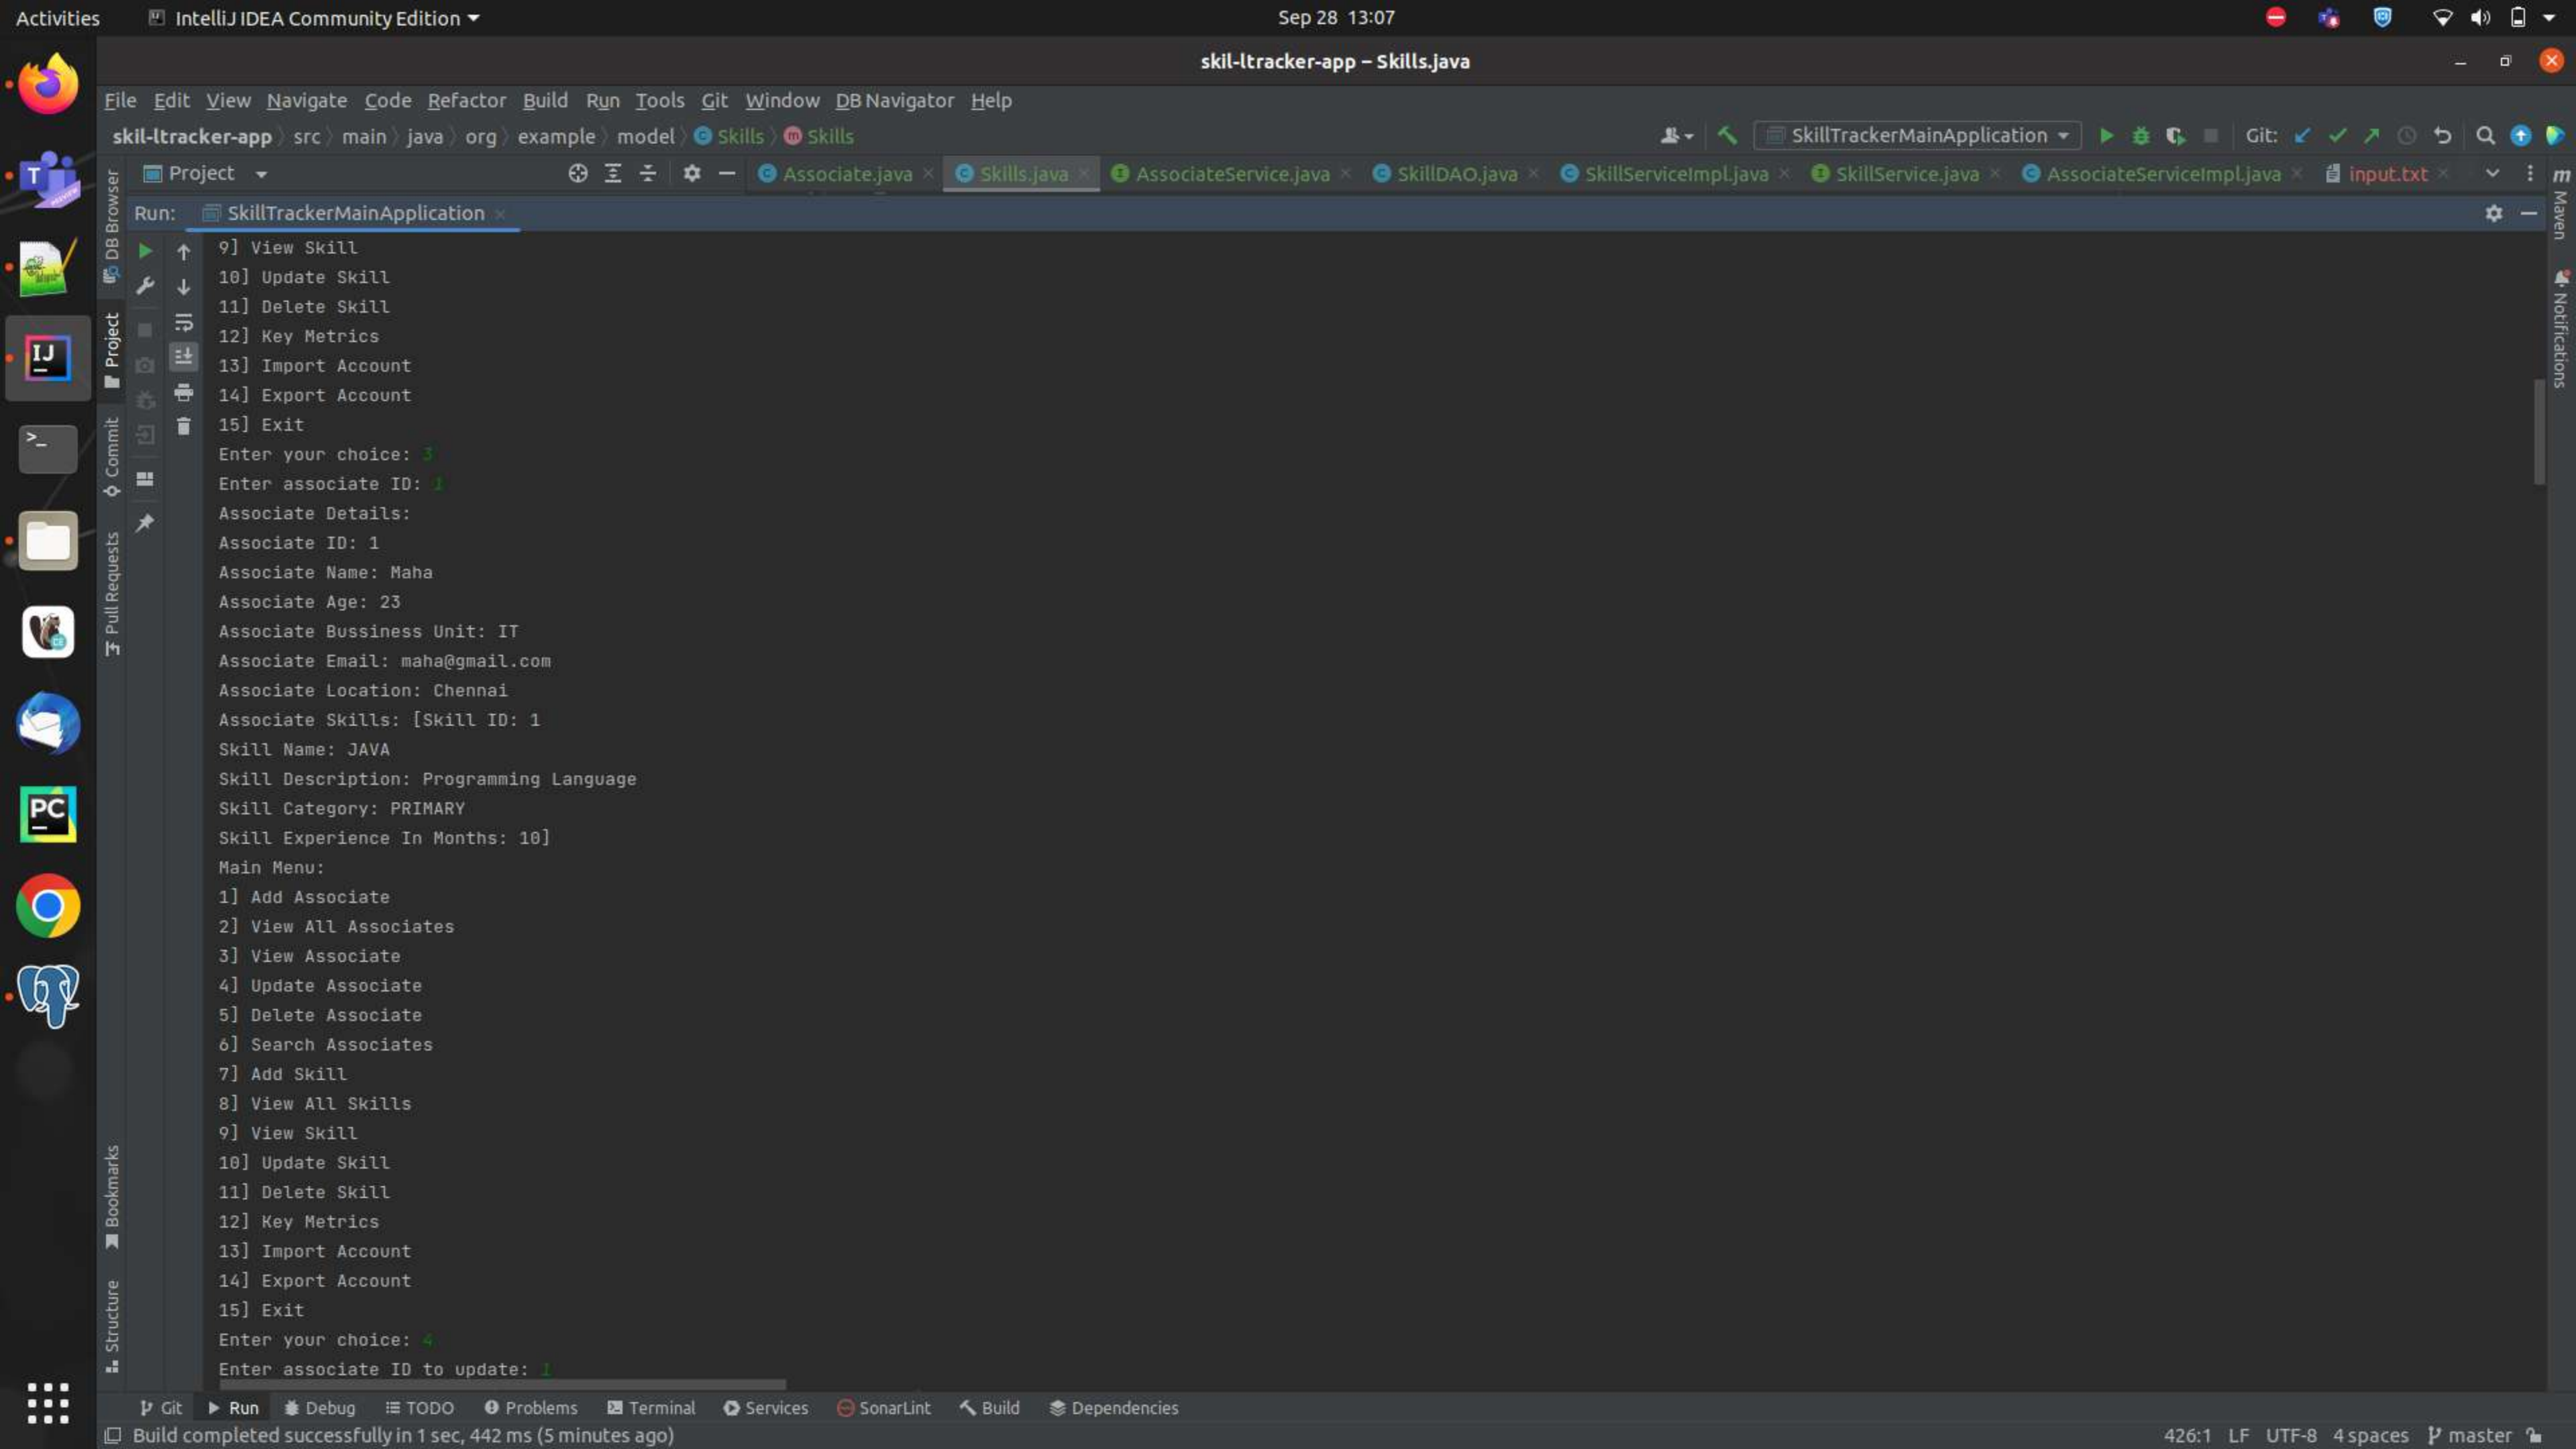 Activities IntelliJ IDEA Community Edition Sep 28 13:07
skil-ltracker-app – Skills.java
File Edit View Navigate Code Refactor Build Run Tools Git Window DB Navigator Help
skil-ltracker-app src main java org example model Skills Skills SkillTrackerMainApplication Git:
Project Associate.java Skills.java AssociateService.java SkillDAO.java SkillServiceImpl.java SkillService.java AssociateServiceImpl.java input.txt
Run: SkillTrackerMainApplication
9] View Skill
10] Update Skill
11] Delete Skill
12] Key Metrics
13] Import Account
14] Export Account
15] Exit
Enter your choice: 3
Enter associate ID: 1
Associate Details:
Associate ID: 1
Associate Name: Maha
Associate Age: 23
Associate Bussiness Unit: IT
Associate Email: maha@gmail.com
Associate Location: Chennai
Associate Skills: [Skill ID: 1
Skill Name: JAVA
Skill Description: Programming Language
Skill Category: PRIMARY
Skill Experience In Months: 10]
Main Menu:
1] Add Associate
2] View All Associates
3] View Associate
4] Update Associate
5] Delete Associate
6] Search Associates
7] Add Skill
8] View All Skills
9] View Skill
10] Update Skill
11] Delete Skill
12] Key Metrics
13] Import Account
14] Export Account
15] Exit
Enter your choice: 4
Enter associate ID to update: 1
DB Browser
Project
Commit
Pull Requests
Bookmarks
Structure
m Maven
Notifications
T
IJ
PC
Git Run Debug TODO Problems Terminal Services SonarLint Build Dependencies
Build completed successfully in 1 sec, 442 ms (5 minutes ago) 426:1 LF UTF-8 4 spaces master